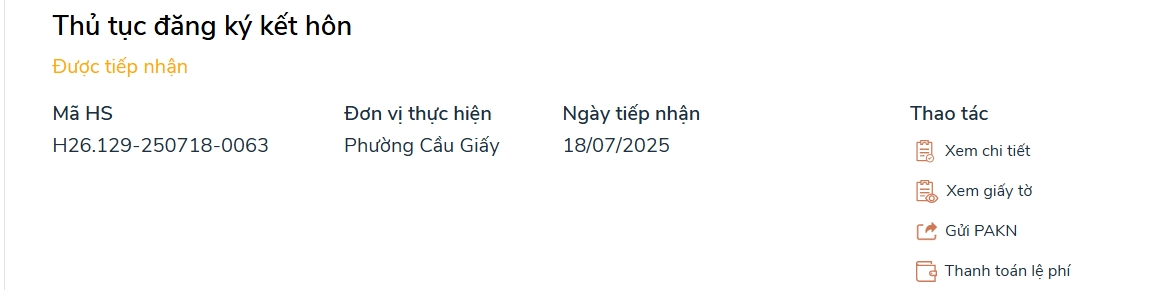 Thủ tục đăng ký kết hôn
Được tiếp nhận
Mã HS
H26.129-250718-0063
Đơn vị thực hiện
Phường Cầu Giấy
Ngày tiếp nhận
18/07/2025
Thao tác
Xem chi tiết
Xem giấy tờ
Gửi PAKN
Thanh toán lệ phí